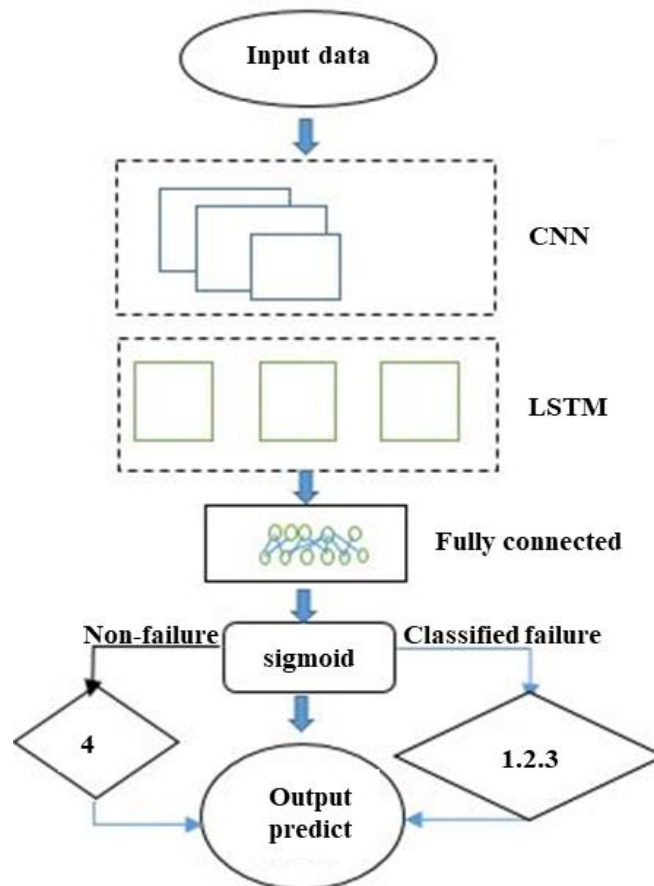 Input data
CNN
LSTM
Fully connected
Non-failure
Classified failure
sigmoid
4
1.2.3
Output
predict